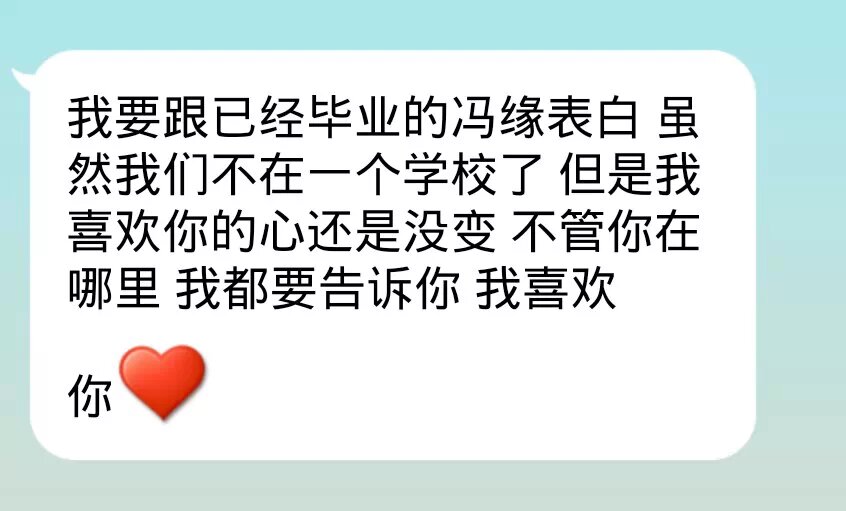 我要跟已经毕业的冯缘表白 虽
然我们不在一个学校了 但是我
喜欢你的心还是没变 不管你在
哪里 我都要告诉你 我喜欢
你❤